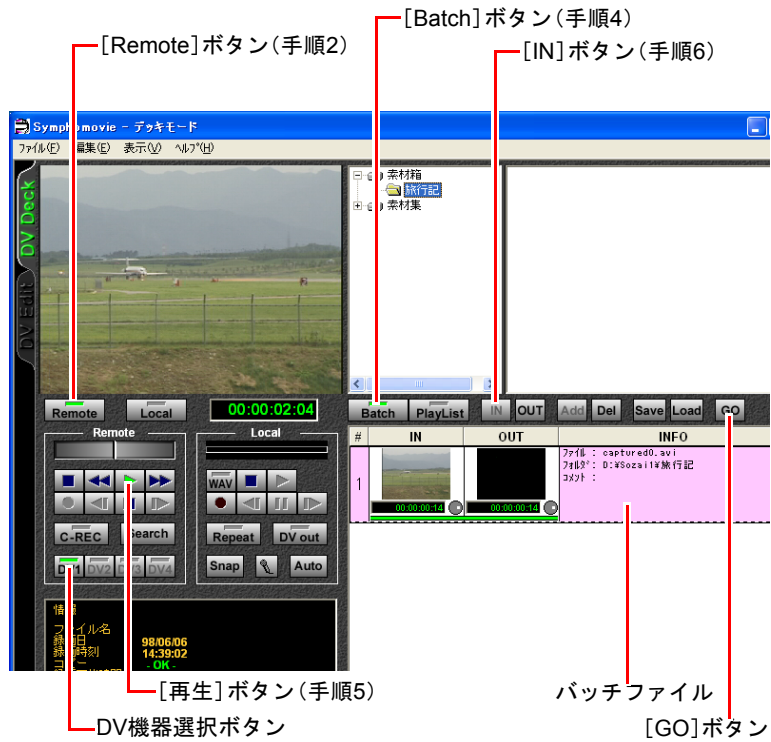 [Batch]ボタン(手順4)
[Remote]ボタン(手順2)
[IN]ボタン(手順6)
Symphomovie - デッキモード
ファイル(F) 編集(E) 表示(V) ヘルプ(H)
DV Deck
DV Edit
素材箱
旅行記
素材集
Remote Local 00:00:02:04 Batch PlayList IN OUT Add Del Save Load GO
Remote Local
# IN OUT INFO
WAV
1 00:00:00:14 00:00:00:14
ファイル : captured0.avi
フォルダ : D:¥Sozai1¥旅行記
コメント :
C-REC Search Repeat DV out
DV1 DV2 DV3 DV4 Snap Auto
情報
ファイル名
録画日 98/06/06
録画時刻 14:39:02
- OK -
[再生]ボタン(手順5)
バッチファイル
DV機器選択ボタン
[GO]ボタン